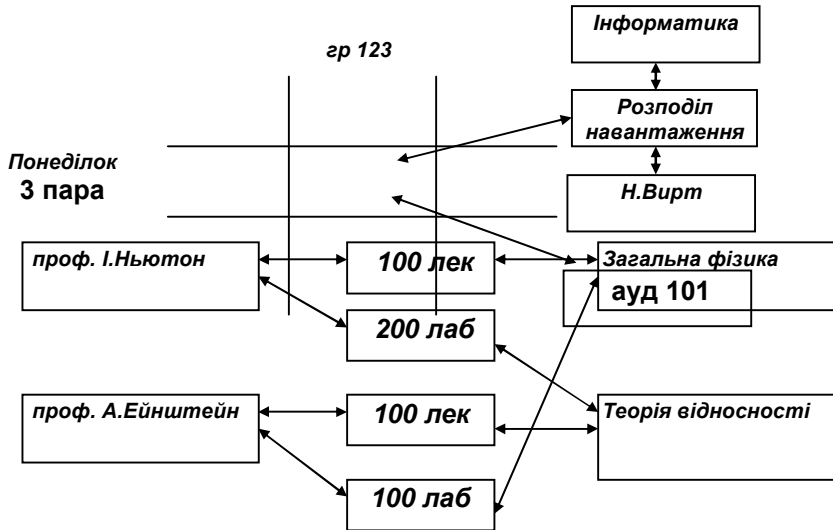 Інформатика
гр 123
Розподіл
навантаження
Понеділок
3 пара
Н.Вирт
проф. І.Ньютон
100 лек
Загальна фізика
ауд 101
200 лаб
проф. А.Ейнштейн
100 лек
Теорія відносності
100 лаб